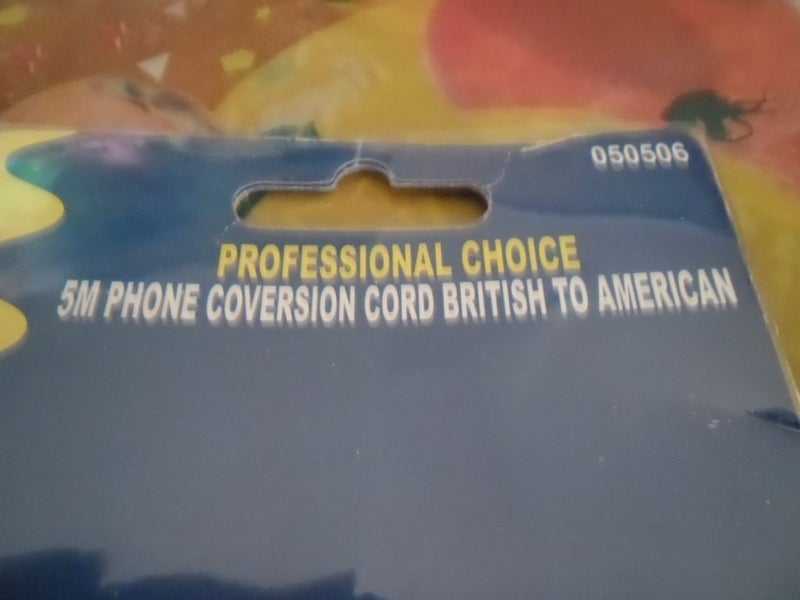 050506
PROFESSIONAL CHOICE
5M PHONE COVERSION CORD BRITISH TO AMERICAN